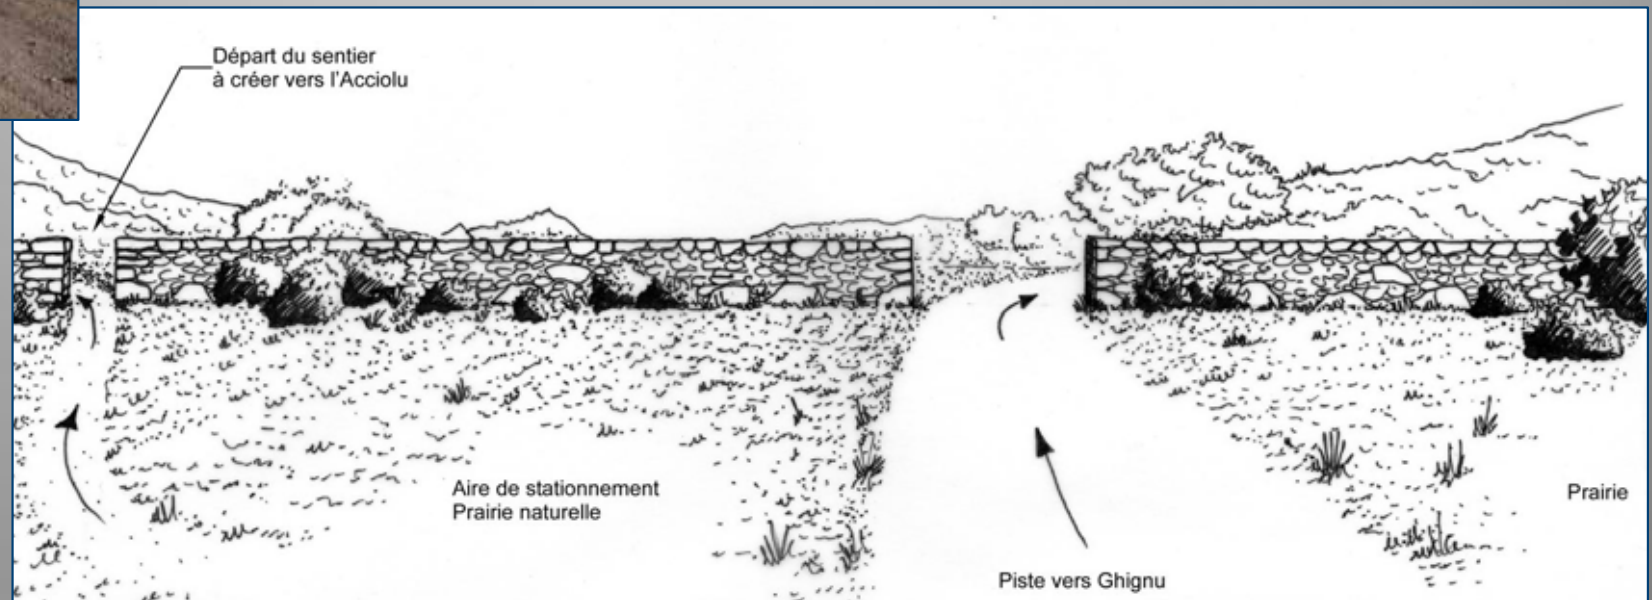 Départ du sentier
à créer vers l'Acciolu
Aire de stationnement
Prairie naturelle
Prairie
Piste vers Ghignu